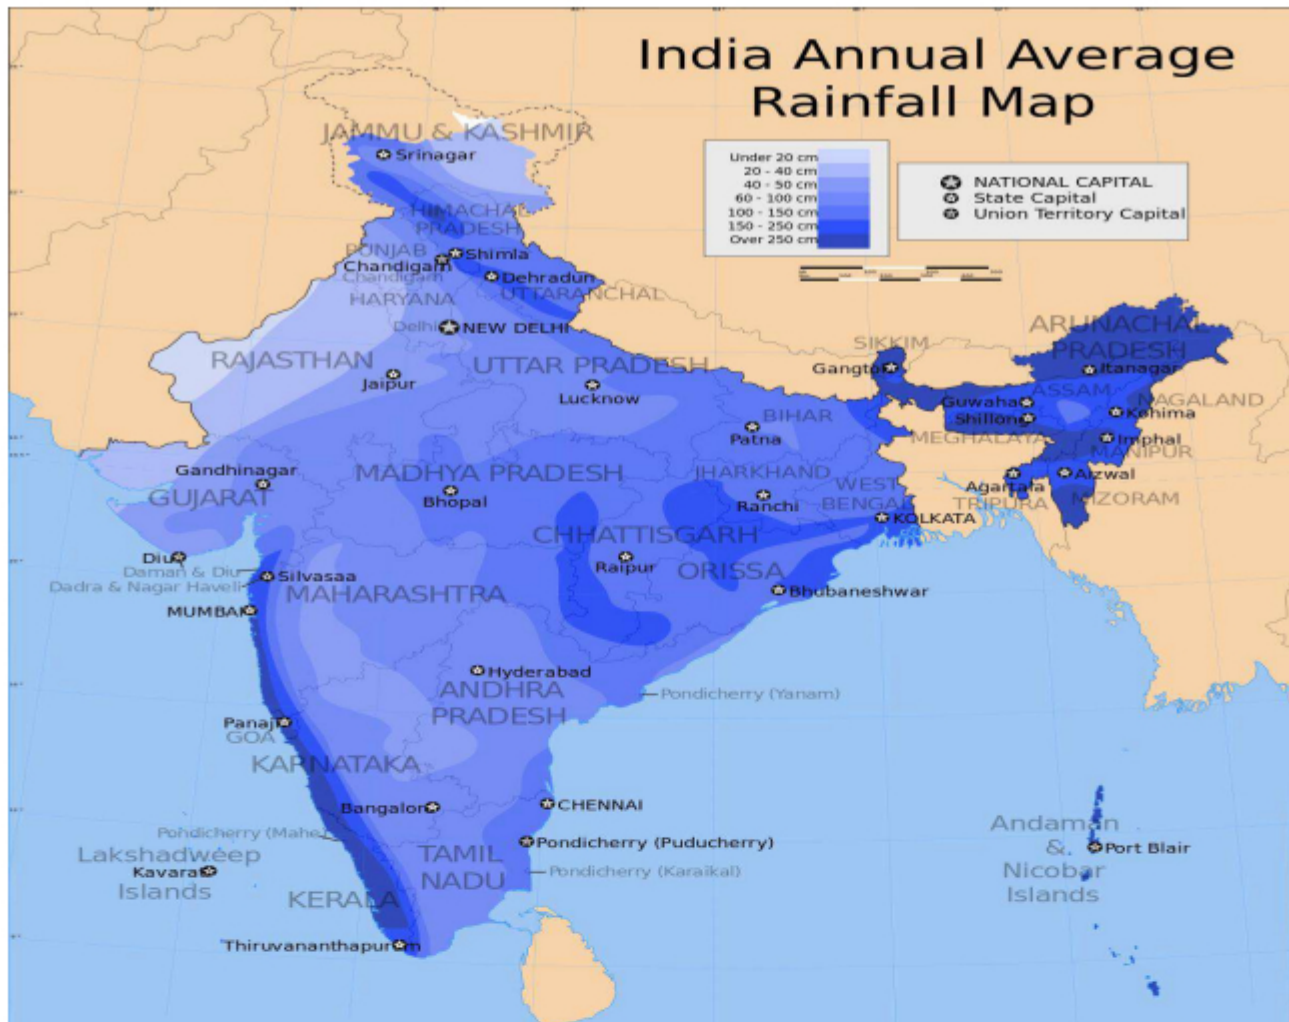 India Annual Average
Rainfall Map
Under 20 cm
20 - 40 cm
40 - 50 cm
60 - 100 cm
100 - 150 cm
150 - 250 cm
Over 250 cm
NATIONAL CAPITAL
State Capital
Union Territory Capital
JAMMU & KASHMIR
Srinagar
HIMACHAL
PRADESH
PUNJAB
Shimla
Chandigarh
Chandigarh
Dehradun
HARYANA
UTTARANCHAL
Delhi
NEW DELHI
RAJASTHAN
UTTAR PRADESH
Jaipur
Lucknow
SIKKIM
Gangtok
ARUNACHAL
PRADESH
Itanagar
ASSAM
NAGALAND
Guwaha
Kohima
Shillong
BIHAR
Patna
MEGHALAYA
Imphal
MANIPUR
Gandhinagar
GUJARAT
MADHYA PRADESH
Bhopal
JHARKHAND
Ranchi
WEST
BENGAL
KOLKATA
Agartala
TRIPURA
Aizwal
MIZORAM
CHHATTISGARH
Raipur
ORISSA
Bhubaneshwar
Diu
Daman & Diu
Dadra & Nagar Haveli
Silvasaa
MAHARASHTRA
MUMBAI
Hyderabad
ANDHRA
PRADESH
Pondicherry (Yanam)
Panaji
GOA
KARNATAKA
Bangalore
CHENNAI
Pondicherry (Mahe)
Pondicherry (Puducherry)
TAMIL
NADU
Pondicherry (Karaikal)
Lakshadweep
Kavara
Islands
KERALA
Thiruvananthapuram
Andaman
&
Nicobar
Islands
Port Blair